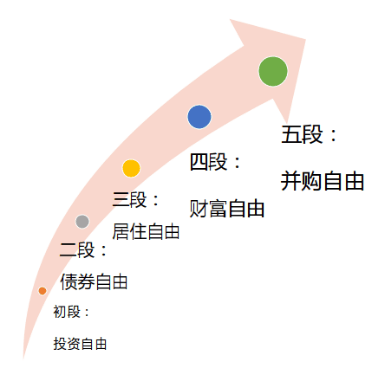 五段：
并购自由
四段：
财富自由
三段：
居住自由
二段：
债券自由
初段：
投资自由